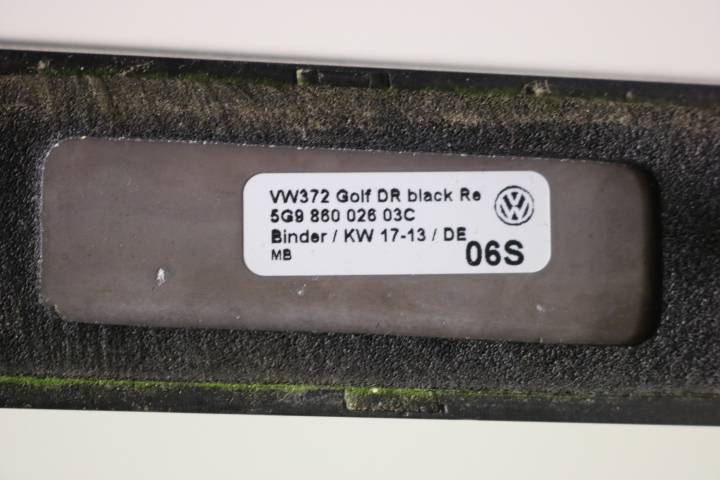 VW372 Golf DR black Re
5G9 860 026 03C
Binder / KW 17-13 / DE
MB
06S